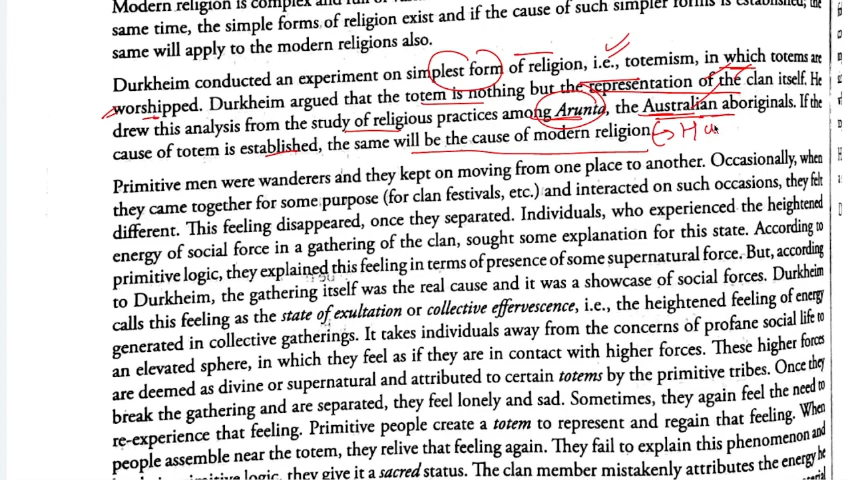 Modern religion is complex and full of
same time, the simple forms of religion exist and if the cause of such simpler forms is established, the
same will apply to the modern religions also.
Durkheim conducted an experiment on simplest form of religion, i.e., totemism, in which totems are
worshipped. Durkheim argued that the totem is nothing but the representation of the clan itself. He
drew this analysis from the study of religious practices among Arunta, the Australian aboriginals. If the
cause of totem is established, the same will be the cause of modern religion.
Primitive men were wanderers and they kept on moving from one place to another. Occasionally, when
they came together for some purpose (for clan festivals, etc.) and interacted on such occasions, they felt
different. This feeling disappeared, once they separated. Individuals, who experienced the heightened
energy of social force in a gathering of the clan, sought some explanation for this state. According to
primitive logic, they explained this feeling in terms of presence of some supernatural force. But, according
to Durkheim, the gathering itself was the real cause and it was a showcase of social forces. Durkheim
calls this feeling as the state of exultation or collective effervescence, i.e., the heightened feeling of energy
generated in collective gatherings. It takes individuals away from the concerns of profane social life to
an elevated sphere, in which they feel as if they are in contact with higher forces. These higher forces
are deemed as divine or supernatural and attributed to certain totems by the primitive tribes. Once they
break the gathering and are separated, they feel lonely and sad. Sometimes, they again feel the need to
re-experience that feeling. Primitive people create a totem to represent and regain that feeling. When
people assemble near the totem, they relive that feeling again. They fail to explain this phenomenon and
logic, they give it a sacred status. The clan member mistakenly attributes the energy he